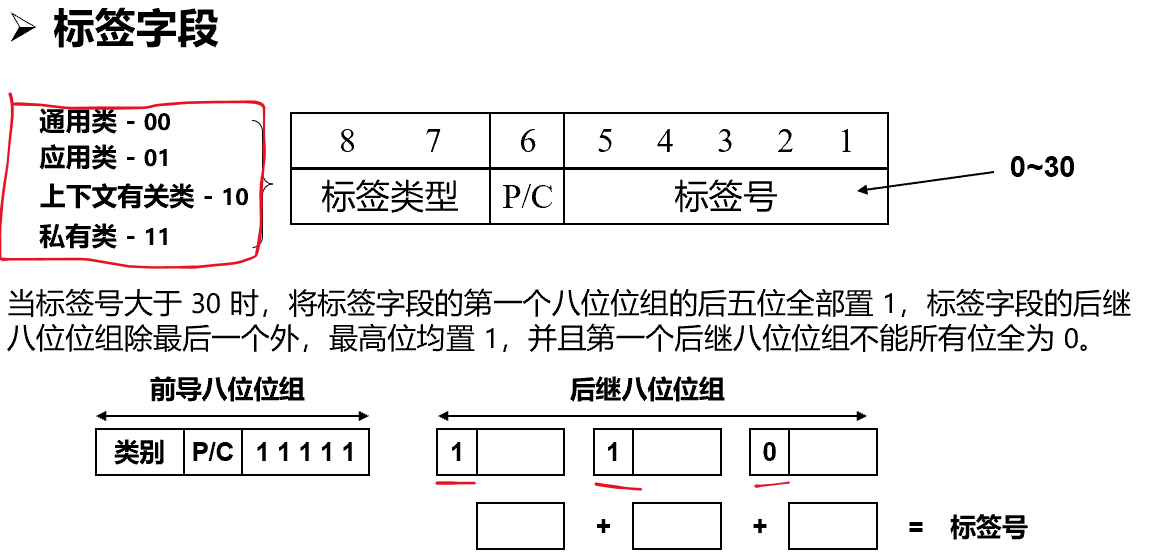 ➢ 标签字段
通用类 - 00
应用类 - 01
上下文有关类 - 10
私有类 - 11
8 7 6 5 4 3 2 1
标签类型 P/C 标签号
0~30
当标签号大于 30 时，将标签字段的第一个八位位组的后五位全部置 1，标签字段的后继
八位位组除最后一个外，最高位均置 1，并且第一个后继八位位组不能所有位全为 0。
前导八位位组 后继八位位组
类别 P/C 1 1 1 1 1 1 1 0
+ + = 标签号